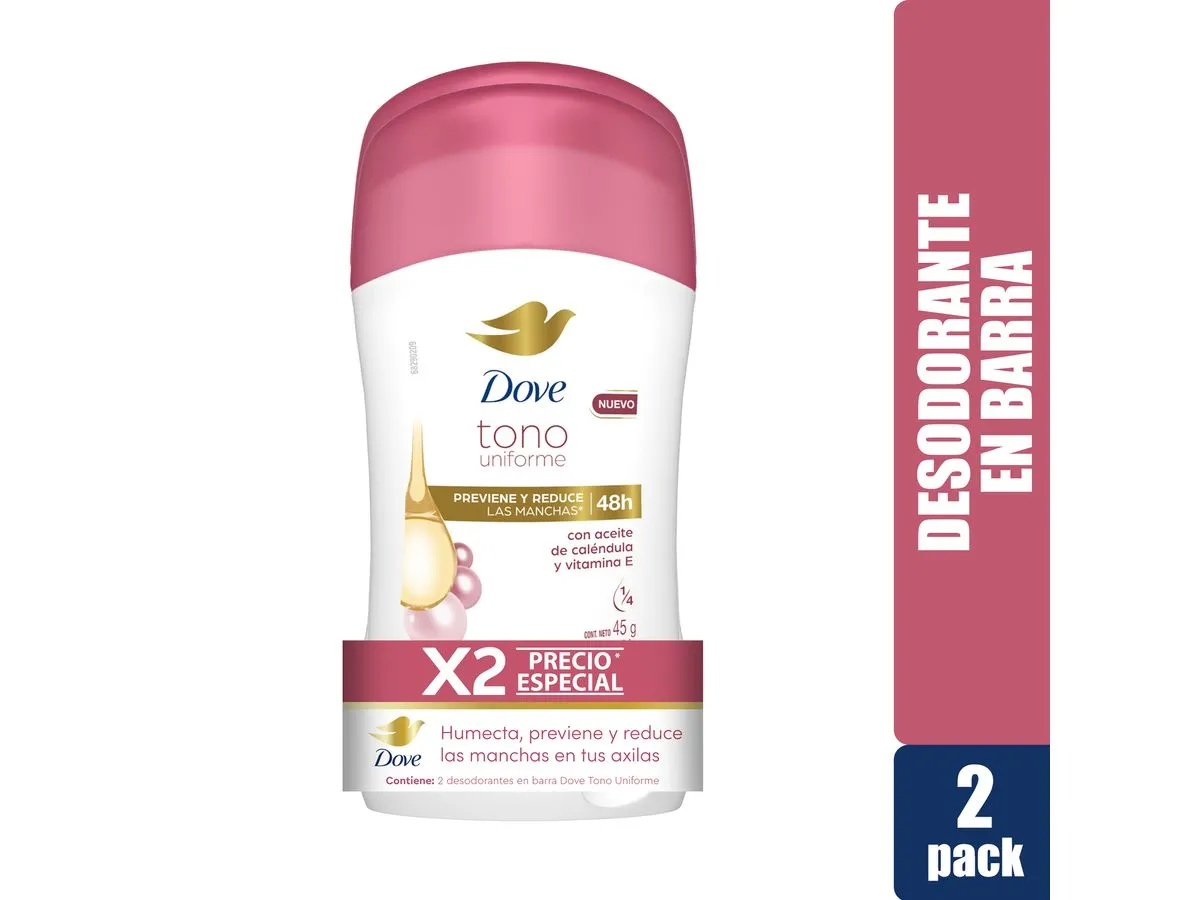 68290209
Dove
NUEVO
tono
uniforme
PREVIENE Y REDUCE
LAS MANCHAS*
48h
con aceite
de caléndula
y vitamina E
1/4
CONT. NETO 45 g
X2
PRECIO*
ESPECIAL
Dove
Humecta, previene y reduce
las manchas en tus axilas
Contiene: 2 desodorantes en barra Dove Tono Uniforme
DESODORANTE
EN BARRA
2
pack